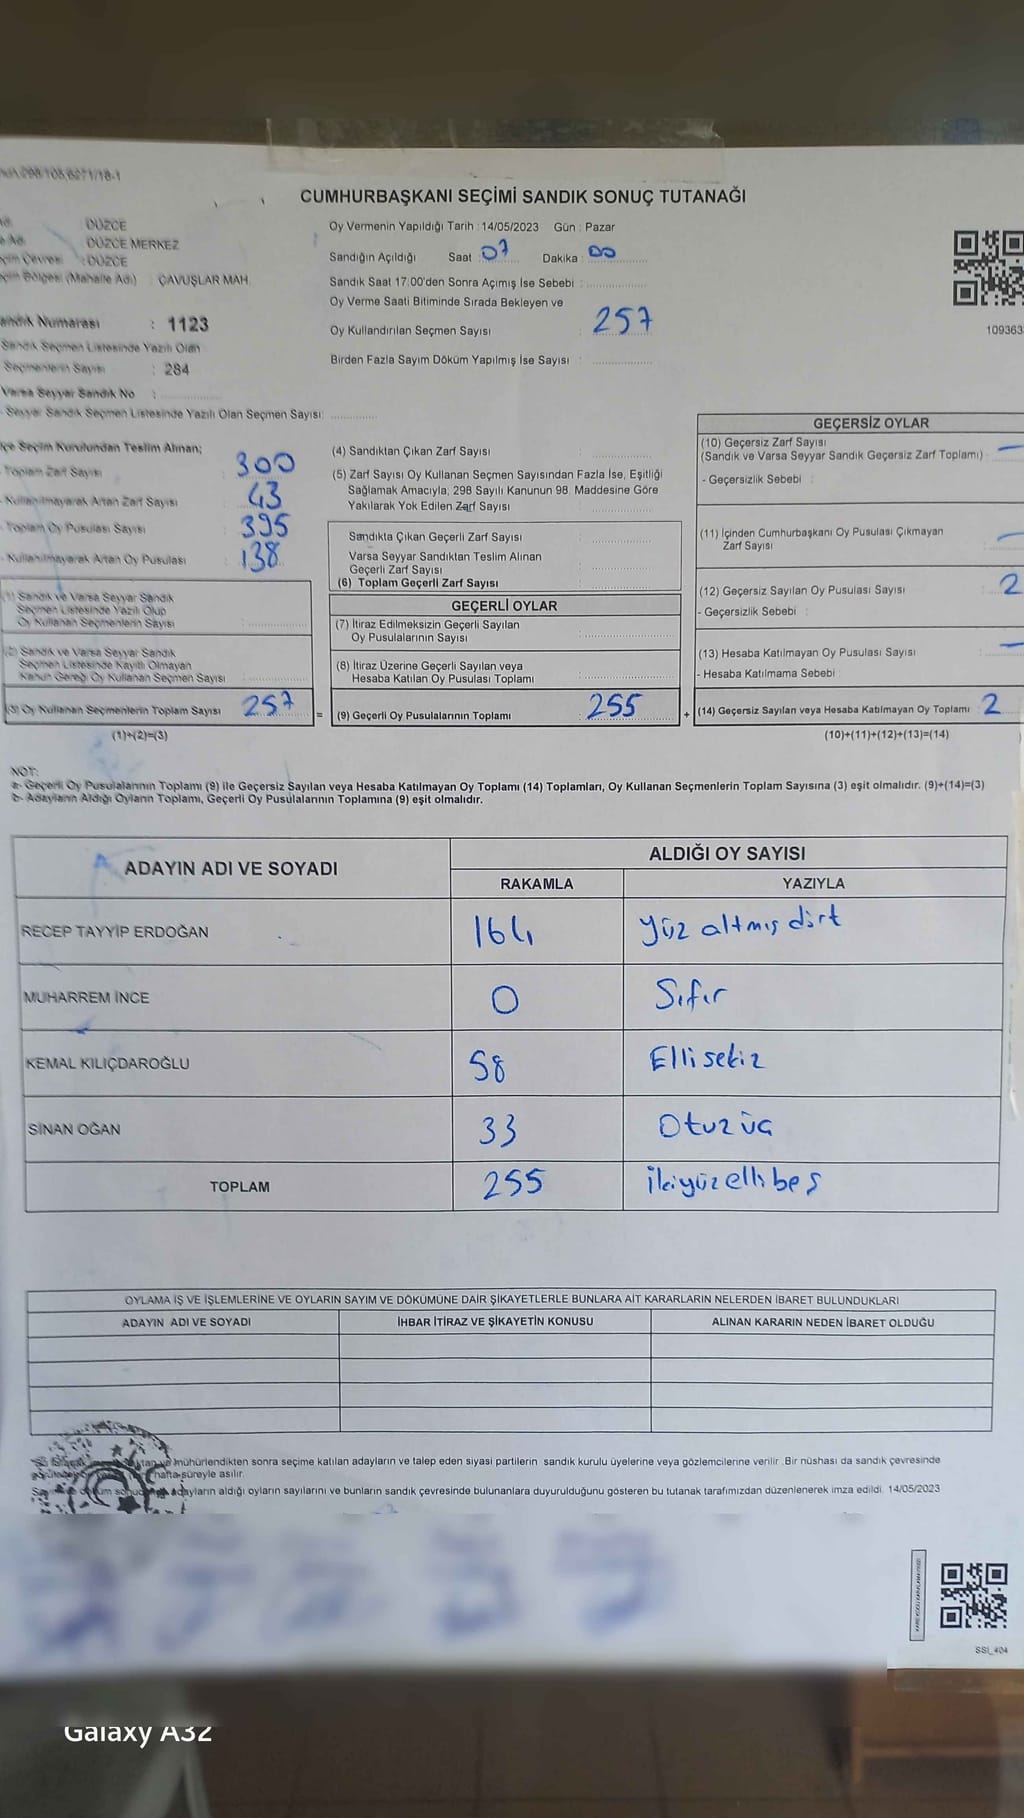 298/105,6271/18-1
CUMHURBAŞKANI SEÇİMİ SANDIK SONUÇ TUTANAĞI
: DÜZCE
: DÜZCE MERKEZ
Çevresi : DÜZCE
Bölgesi (Mahalle Adı) : ÇAVUŞLAR MAH.
Oy Vermenin Yapıldığı Tarih : 14/05/2023 Gün : Pazar
Sandığın Açıldığı Saat : 07 Dakika : 00
Sandık Saat 17:00'den Sonra Açımış İse Sebebi :
Oy Verme Saati Bitiminde Sırada Bekleyen ve
Oy Kullandırılan Seçmen Sayısı : 257
Birden Fazla Sayım Döküm Yapılmış İse Sayısı :
109363
Numarası : 1123
Sandık Seçmen Listesinde Yazılı Olan
Seçmenlerin Sayısı : 284
Varsa Seyyar Sandık No :
Seyyar Sandık Seçmen Listesinde Yazılı Olan Seçmen Sayısı:
Seçim Kurulundan Teslim Alınan;
Toplam Zarf Sayısı : 300
Kullanılmayarak Artan Zarf Sayısı : 43
Toplam Oy Pusulası Sayısı : 395
Kullanılmayarak Artan Oy Pusulası : 138
(1) Sandık ve Varsa Seyyar Sandık
Seçmen Listesinde Yazılı Olup
Oy Kullanan Seçmenlerin Sayısı :
(2) Sandık ve Varsa Seyyar Sandık
Seçmen Listesinde Kayıtlı Olmayan
Kanun Gereği Oy Kullanan Seçmen Sayısı :
(3) Oy Kullanan Seçmenlerin Toplam Sayısı : 257
(1)+(2)=(3)
(4) Sandıktan Çıkan Zarf Sayısı :
(5) Zarf Sayısı Oy Kullanan Seçmen Sayısından Fazla İse, Eşitliği
Sağlamak Amacıyla, 298 Sayılı Kanunun 98. Maddesine Göre
Yakılarak Yok Edilen Zarf Sayısı :
Sandıkta Çıkan Geçerli Zarf Sayısı :
Varsa Seyyar Sandıktan Teslim Alınan
Geçerli Zarf Sayısı :
(6) Toplam Geçerli Zarf Sayısı :
GEÇERLİ OYLAR
(7) İtiraz Edilmeksizin Geçerli Sayılan
Oy Pusulalarının Sayısı :
(8) İtiraz Üzerine Geçerli Sayılan veya
Hesaba Katılan Oy Pusulası Toplamı :
= (9) Geçerli Oy Pusulalarının Toplamı : 255
GEÇERSİZ OYLAR
(10) Geçersiz Zarf Sayısı
(Sandık ve Varsa Seyyar Sandık Geçersiz Zarf Toplamı) : —
- Geçersizlik Sebebi :
(11) İçinden Cumhurbaşkanı Oy Pusulası Çıkmayan
Zarf Sayısı : —
(12) Geçersiz Sayılan Oy Pusulası Sayısı : 2
- Geçersizlik Sebebi :
(13) Hesaba Katılmayan Oy Pusulası Sayısı : —
- Hesaba Katılmama Sebebi :
+ (14) Geçersiz Sayılan veya Hesaba Katılmayan Oy Toplamı : 2
(10)+(11)+(12)+(13)=(14)
NOT:
a- Geçerli Oy Pusulalarının Toplamı (9) ile Geçersiz Sayılan veya Hesaba Katılmayan Oy Toplamı (14) Toplamları, Oy Kullanan Seçmenlerin Toplam Sayısına (3) eşit olmalıdır. (9)+(14)=(3)
b- Adayların Aldığı Oyların Toplamı, Geçerli Oy Pusulalarının Toplamına (9) eşit olmalıdır.
ADAYIN ADI VE SOYADI ALDIĞI OY SAYISI
RAKAMLA YAZIYLA
RECEP TAYYİP ERDOĞAN 164 Yüz altmış dört
MUHARREM İNCE 0 Sıfır
KEMAL KILIÇDAROĞLU 58 Elli sekiz
SİNAN OĞAN 33 Otuz üç
TOPLAM 255 İkiyüz elli beş
OYLAMA İŞ VE İŞLEMLERİNE VE OYLARIN SAYIM VE DÖKÜMÜNE DAİR ŞİKAYETLERLE BUNLARA AİT KARARLARIN NELERDEN İBARET BULUNDUKLARI
ADAYIN ADI VE SOYADI İHBAR İTİRAZ VE ŞİKAYETİN KONUSU ALINAN KARARIN NEDEN İBARET OLDUĞU
mühürlendikten sonra seçime katılan adayların ve talep eden siyasi partilerin sandık kurulu üyelerine veya gözlemcilerine verilir. Bir nüshası da sandık çevresinde
hafta süreyle asılır.
adayların aldığı oyların sayılarını ve bunların sandık çevresinde bulunanlara duyurulduğunu gösteren bu tutanak tarafımızdan düzenlenerek imza edildi. 14/05/2023
SSI_404
Galaxy A32